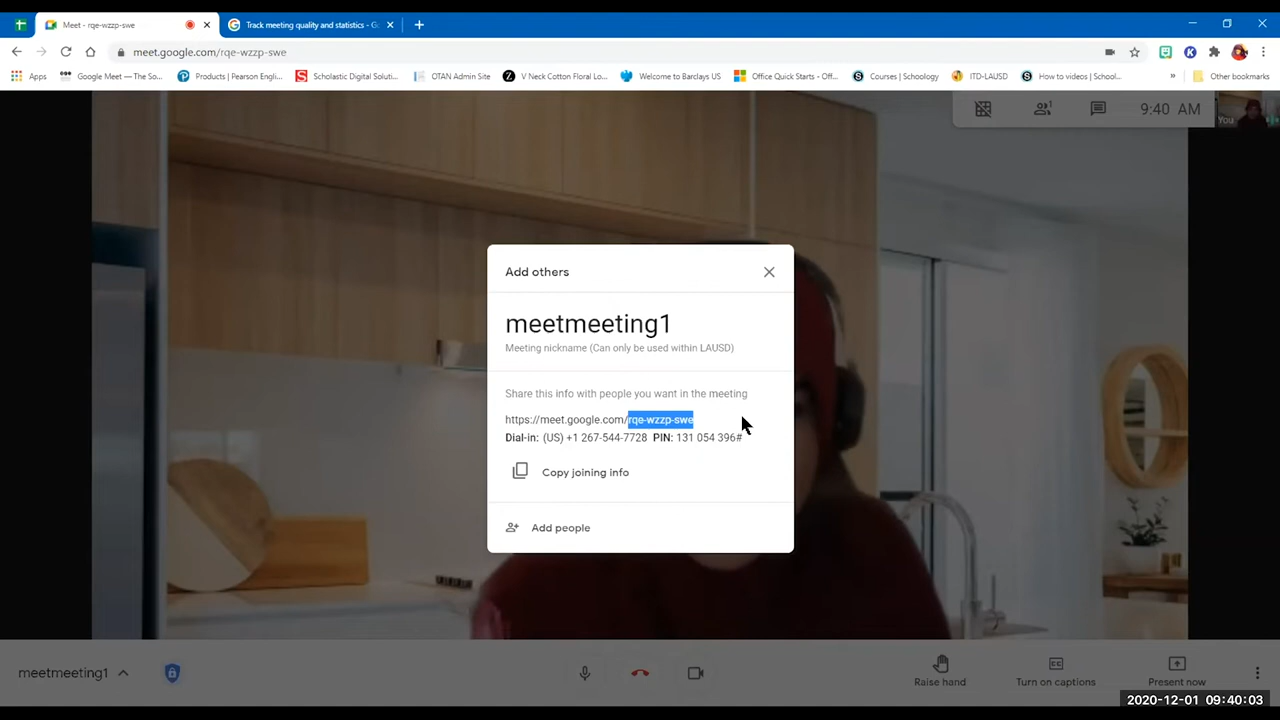 Meet - rqe-wzzp-swe
Track meeting quality and statistics - G
meet.google.com/rqe-wzzp-swe
Apps
Google Meet — The So...
Products | Pearson Engli...
Scholastic Digital Soluti...
OTAN Admin Site
V Neck Cotton Floral Lo...
Welcome to Barclays US
Office Quick Starts - Off...
Courses | Schoology
ITD-LAUSD
How to videos | School...
»
Other bookmarks
1
9:40 AM
You
Add others
meetmeeting1
Meeting nickname (Can only be used within LAUSD)
Share this info with people you want in the meeting
https://meet.google.com/rqe-wzzp-swe
Dial-in: (US) +1 267-544-7728 PIN: 131 054 396#
Copy joining info
Add people
meetmeeting1
Raise hand
Turn on captions
Present now
2020-12-01 09:40:03